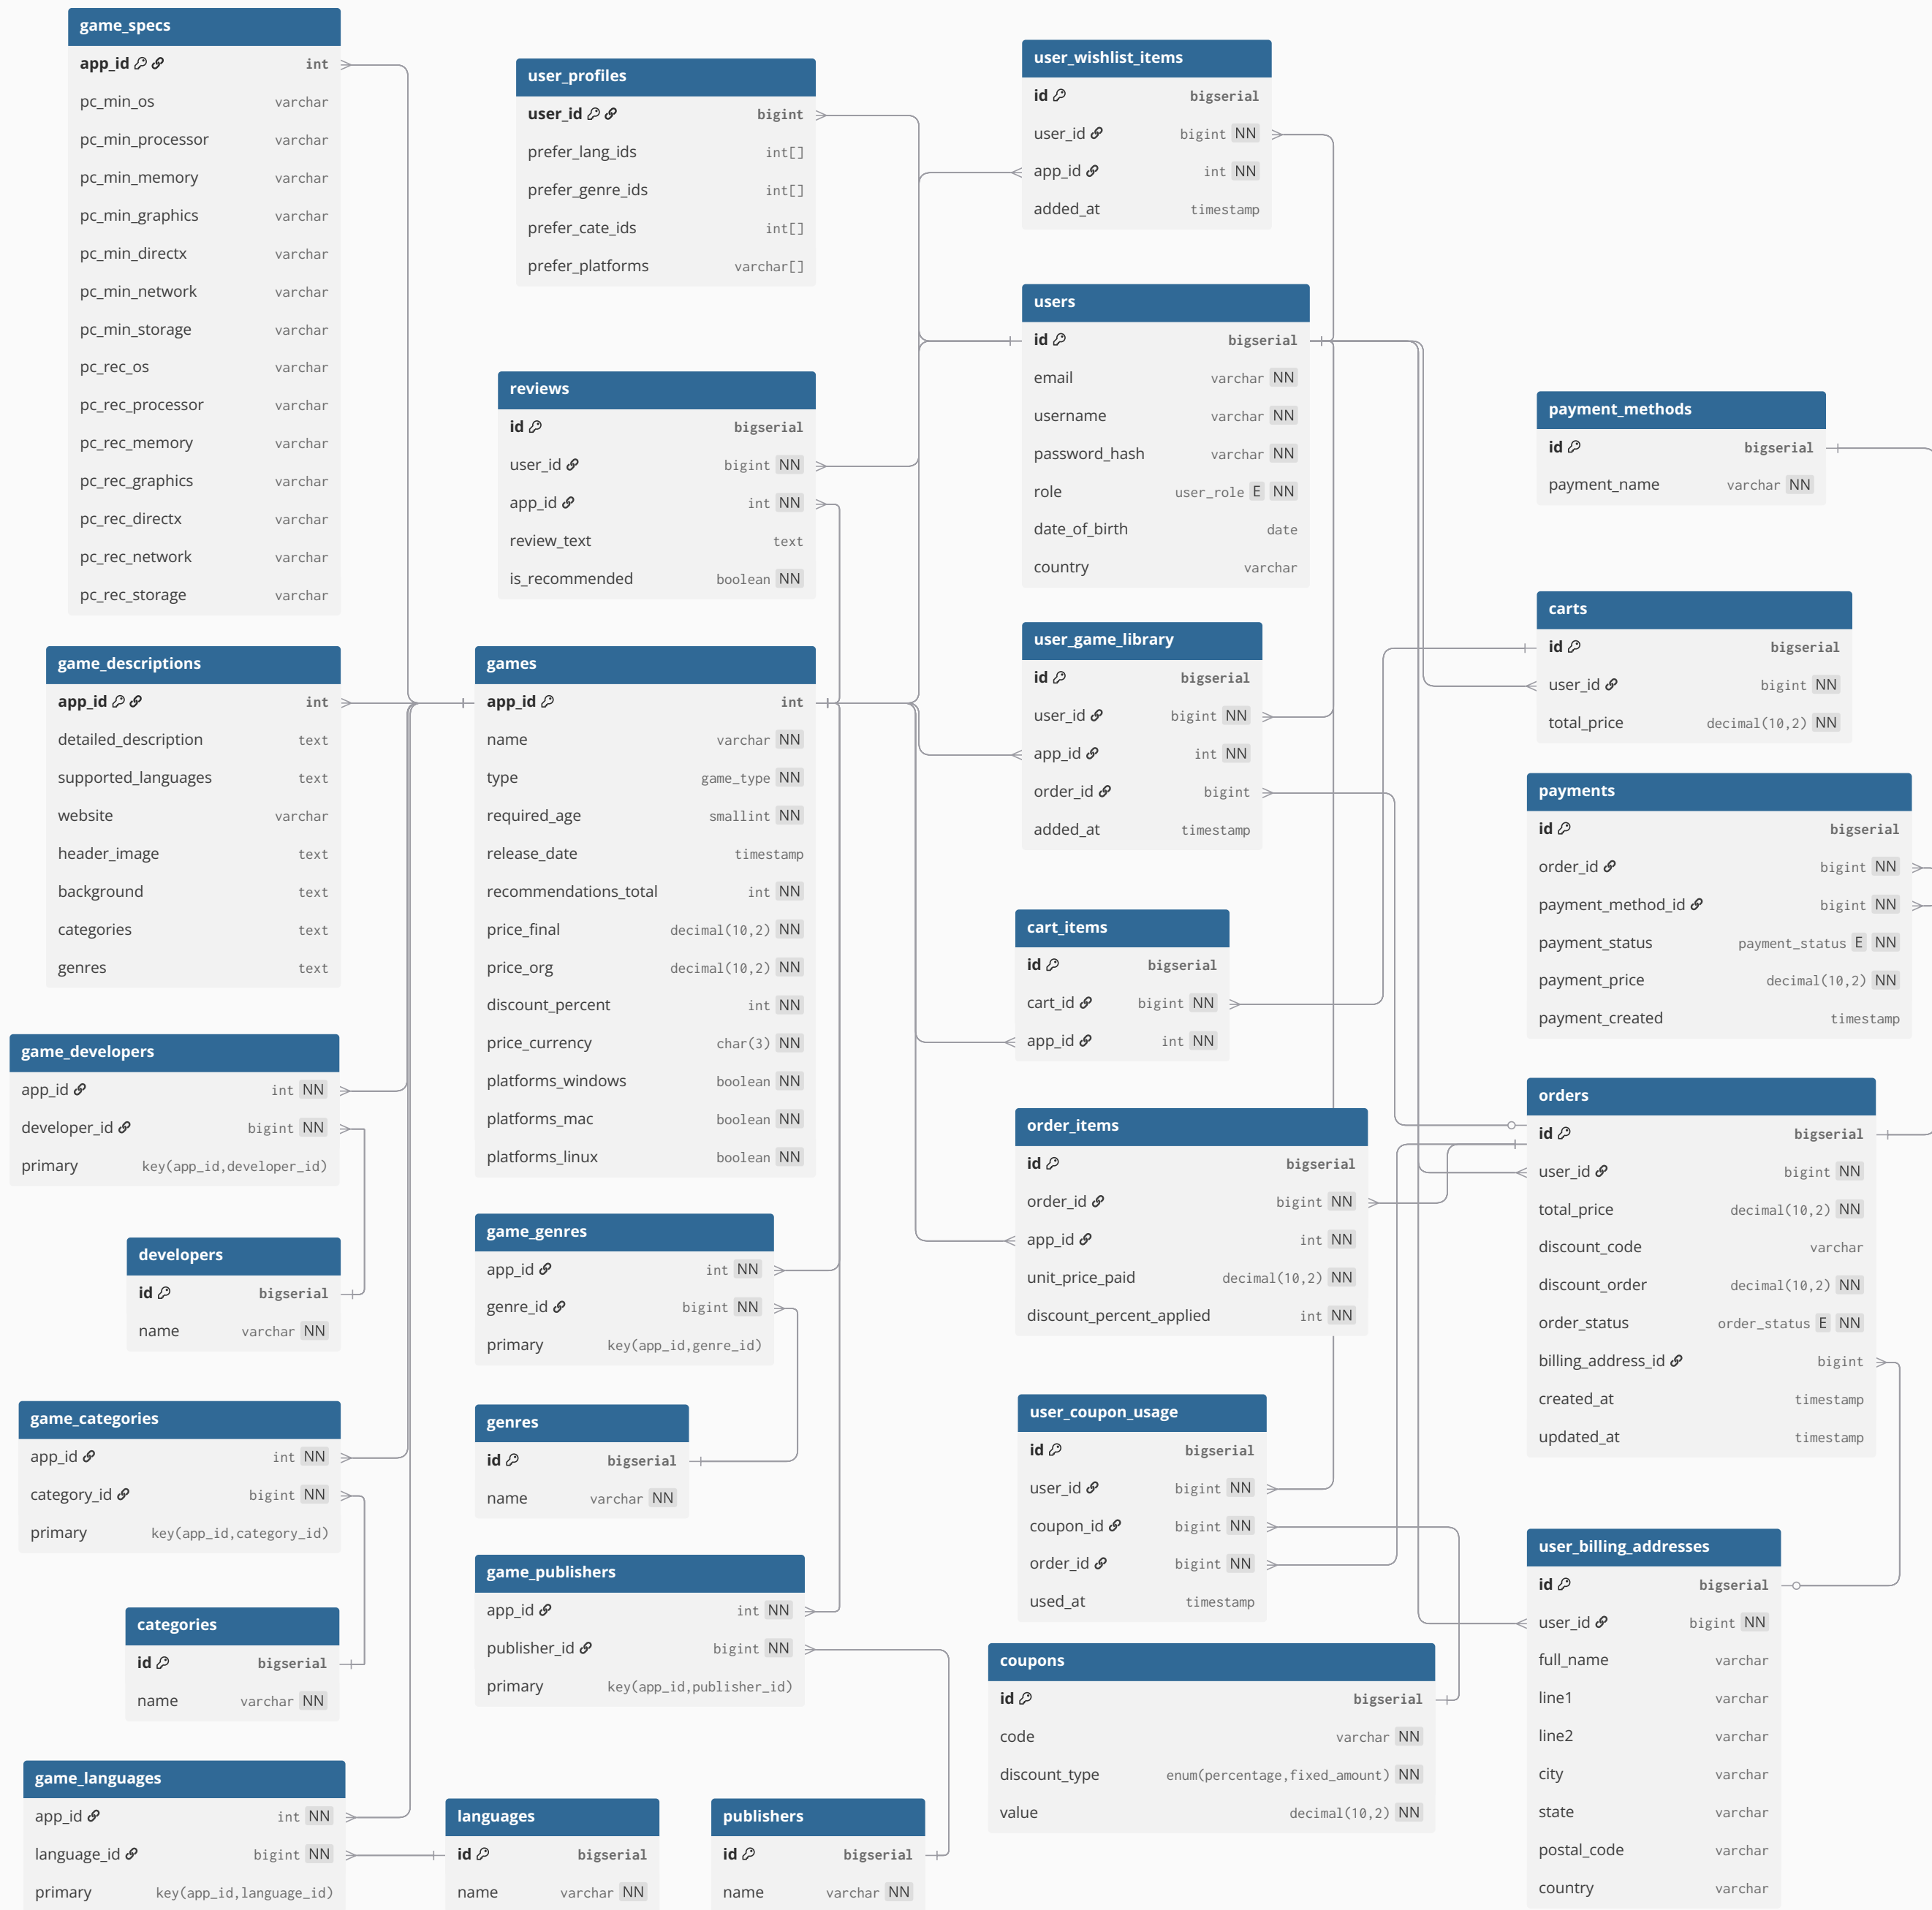 game_specs
app_id int
pc_min_os varchar
pc_min_processor varchar
pc_min_memory varchar
pc_min_graphics varchar
pc_min_directx varchar
pc_min_network varchar
pc_min_storage varchar
pc_rec_os varchar
pc_rec_processor varchar
pc_rec_memory varchar
pc_rec_graphics varchar
pc_rec_directx varchar
pc_rec_network varchar
pc_rec_storage varchar
game_descriptions
app_id int
detailed_description text
supported_languages text
website varchar
header_image text
background text
categories text
genres text
game_developers
app_id int NN
developer_id bigint NN
primary key(app_id,developer_id)
developers
id bigserial
name varchar NN
game_categories
app_id int NN
category_id bigint NN
primary key(app_id,category_id)
categories
id bigserial
name varchar NN
game_languages
app_id int NN
language_id bigint NN
primary key(app_id,language_id)
user_profiles
user_id bigint
prefer_lang_ids int[]
prefer_genre_ids int[]
prefer_cate_ids int[]
prefer_platforms varchar[]
reviews
id bigserial
user_id bigint NN
app_id int NN
review_text text
is_recommended boolean NN
games
app_id int
name varchar NN
type game_type NN
required_age smallint NN
release_date timestamp
recommendations_total int NN
price_final decimal(10,2) NN
price_org decimal(10,2) NN
discount_percent int NN
price_currency char(3) NN
platforms_windows boolean NN
platforms_mac boolean NN
platforms_linux boolean NN
game_genres
app_id int NN
genre_id bigint NN
primary key(app_id,genre_id)
genres
id bigserial
name varchar NN
game_publishers
app_id int NN
publisher_id bigint NN
primary key(app_id,publisher_id)
languages
id bigserial
name varchar NN
publishers
id bigserial
name varchar NN
user_wishlist_items
id bigserial
user_id bigint NN
app_id int NN
added_at timestamp
users
id bigserial
email varchar NN
username varchar NN
password_hash varchar NN
role user_role E NN
date_of_birth date
country varchar
user_game_library
id bigserial
user_id bigint NN
app_id int NN
order_id bigint
added_at timestamp
cart_items
id bigserial
cart_id bigint NN
app_id int NN
order_items
id bigserial
order_id bigint NN
app_id int NN
unit_price_paid decimal(10,2) NN
discount_percent_applied int NN
user_coupon_usage
id bigserial
user_id bigint NN
coupon_id bigint NN
order_id bigint NN
used_at timestamp
coupons
id bigserial
code varchar NN
discount_type enum(percentage,fixed_amount) NN
value decimal(10,2) NN
payment_methods
id bigserial
payment_name varchar NN
carts
id bigserial
user_id bigint NN
total_price decimal(10,2) NN
payments
id bigserial
order_id bigint NN
payment_method_id bigint NN
payment_status payment_status E NN
payment_price decimal(10,2) NN
payment_created timestamp
orders
id bigserial
user_id bigint NN
total_price decimal(10,2) NN
discount_code varchar
discount_order decimal(10,2) NN
order_status order_status E NN
billing_address_id bigint
created_at timestamp
updated_at timestamp
user_billing_addresses
id bigserial
user_id bigint NN
full_name varchar
line1 varchar
line2 varchar
city varchar
state varchar
postal_code varchar
country varchar